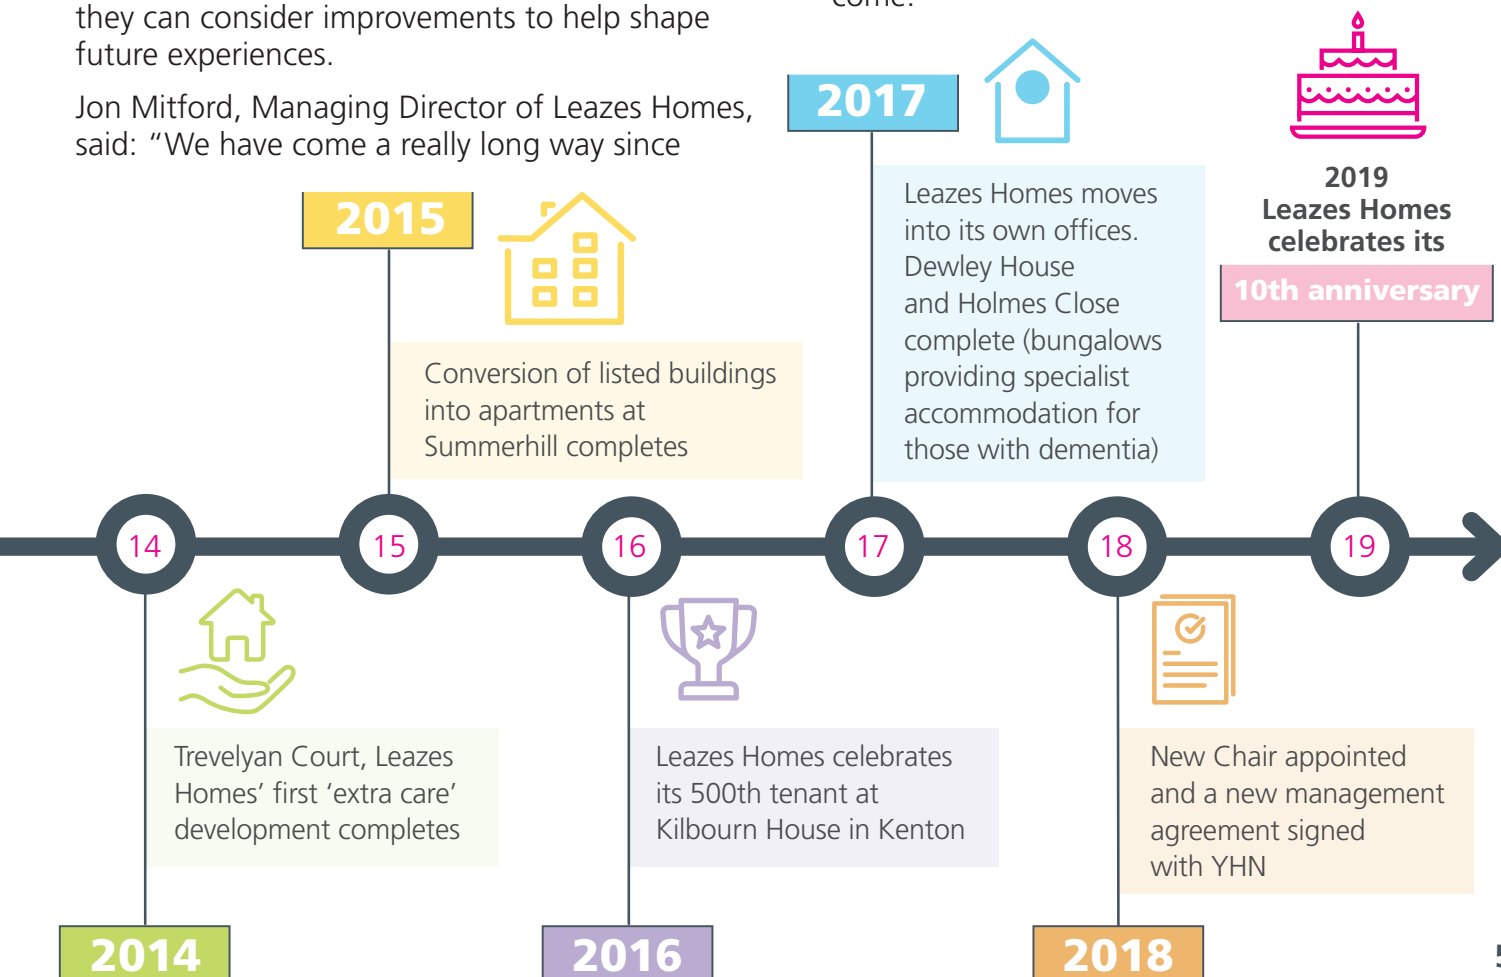 they can consider improvements to help shape
future experiences.
Jon Mitford, Managing Director of Leazes Homes,
said: “We have come a really long way since
2015
Conversion of listed buildings
into apartments at
Summerhill completes
2017
Leazes Homes moves
into its own offices.
Dewley House
and Holmes Close
complete (bungalows
providing specialist
accommodation for
those with dementia)
2019
Leazes Homes
celebrates its
10th anniversary
14
15
16
17
18
19
Trevelyan Court, Leazes
Homes’ first ‘extra care’
development completes
2014
Leazes Homes celebrates
its 500th tenant at
Kilbourn House in Kenton
2016
New Chair appointed
and a new management
agreement signed
with YHN
2018